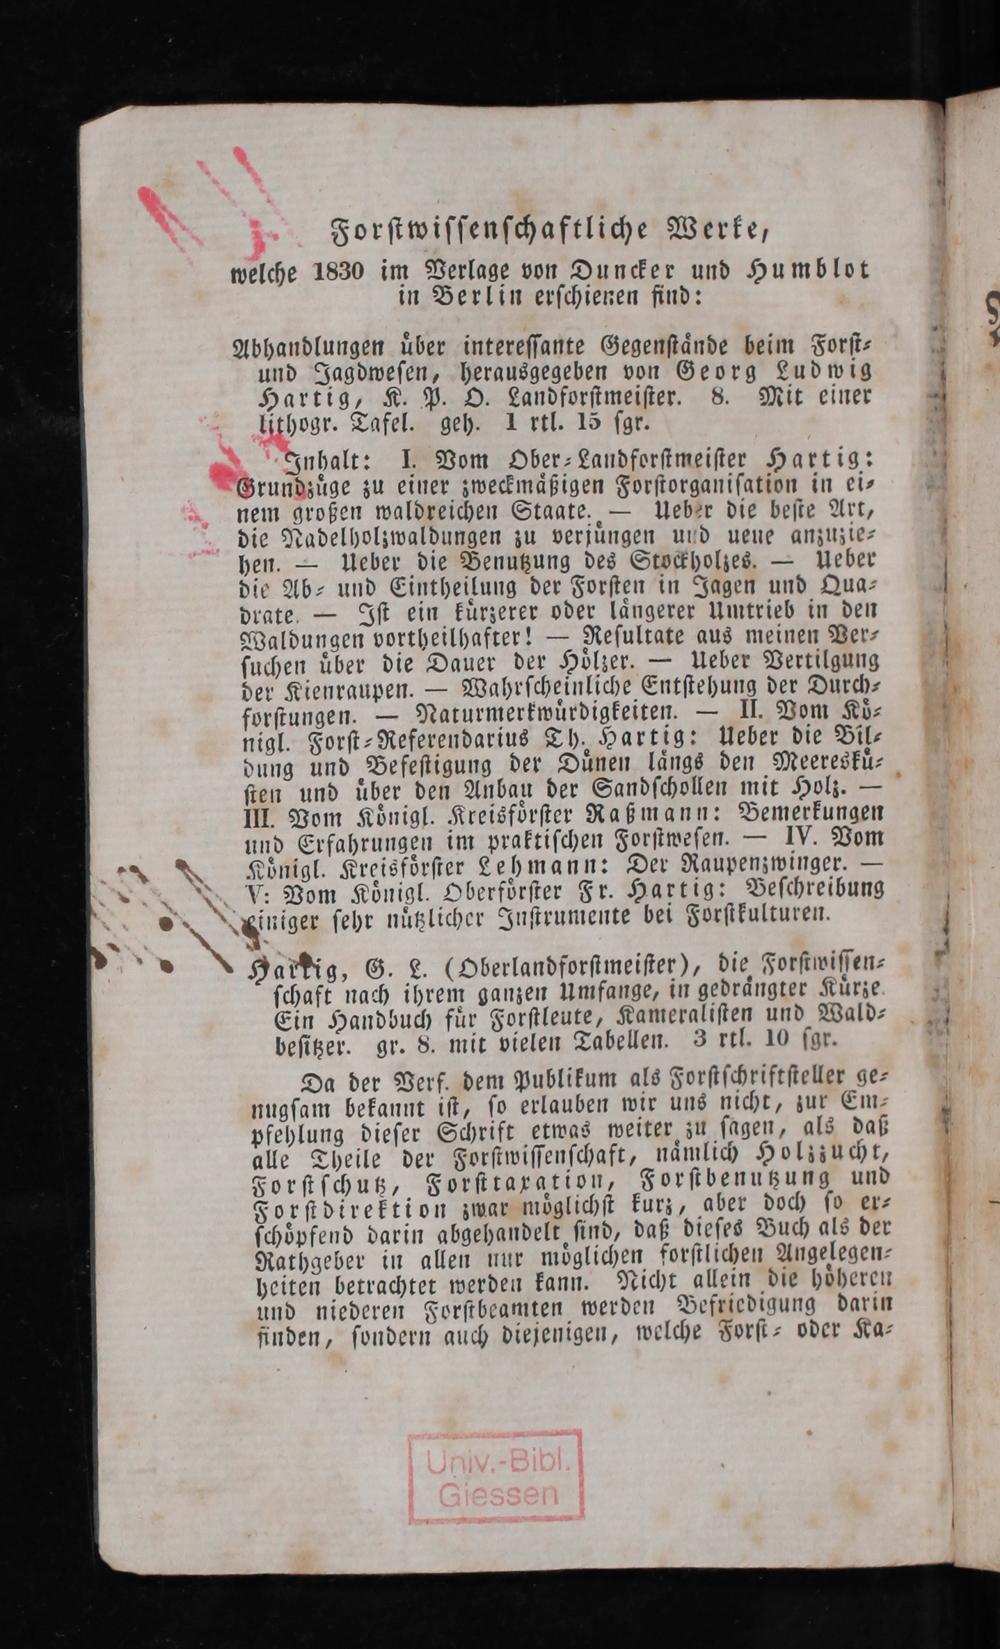 Forstwissenschaftliche Werke,
welche 1830 im Verlage von Duncker und Humblot
in Berlin erschienen sind:
Abhandlungen über interessante Gegenstände beim Forst-
und Jagdwesen, herausgegeben von Georg Ludwig
Hartig, K. P. O. Landforstmeister. 8. Mit einer
lithogr. Tafel. geh. 1 rtl. 15 sgr.
Inhalt: I. Vom Ober-Landforstmeister Hartig:
Grundzüge zu einer zweckmäßigen Forstorganisation in ei-
nem großen waldreichen Staate. — Ueber die beste Art,
die Nadelholzwaldungen zu verjüngen und neue anzuzie-
hen. — Ueber die Benutzung des Stockholzes. — Ueber
die Ab- und Eintheilung der Forsten in Jagen und Qua-
drate. — Ist ein kürzerer oder längerer Umtrieb in den
Waldungen vortheilhafter! — Resultate aus meinen Ver-
suchen über die Dauer der Hölzer. — Ueber Vertilgung
der Kienraupen. — Wahrscheinliche Entstehung der Durch-
forstungen. — Naturmerkwürdigkeiten. — II. Vom Kö-
nigl. Forst-Referendarius Th. Hartig: Ueber die Bil-
dung und Befestigung der Dünen längs den Meereskü-
sten und über den Anbau der Sandschollen mit Holz. —
III. Vom Königl. Kreisförster Raßmann: Bemerkungen
und Erfahrungen im praktischen Forstwesen. — IV. Vom
Königl. Kreisförster Lehmann: Der Raupenzwinger. —
V: Vom Königl. Oberförster Fr. Hartig: Beschreibung
einiger sehr nützlicher Instrumente bei Forstkulturen.
Hartig, G. L. (Oberlandforstmeister), die Forstwissen-
schaft nach ihrem ganzen Umfange, in gedrängter Kürze.
Ein Handbuch für Forstleute, Kameralisten und Wald-
besitzer. gr. 8. mit vielen Tabellen. 3 rtl. 10 sgr.
Da der Verf. dem Publikum als Forstschriftsteller ge-
nugsam bekannt ist, so erlauben wir uns nicht, zur Em-
pfehlung dieser Schrift etwas weiter zu sagen, als daß
alle Theile der Forstwissenschaft, nämlich Holzzucht,
Forstschutz, Forsttaxation, Forstbenutzung und
Forstdirektion zwar möglichst kurz, aber doch so er-
schöpfend darin abgehandelt sind, daß dieses Buch als der
Rathgeber in allen nur möglichen forstlichen Angelegen-
heiten betrachtet werden kann. Nicht allein die höheren
und niederen Forstbeamten werden Befriedigung darin
finden, sondern auch diejenigen, welche Forst- oder Ka-
Univ.-Bibl.
Giessen